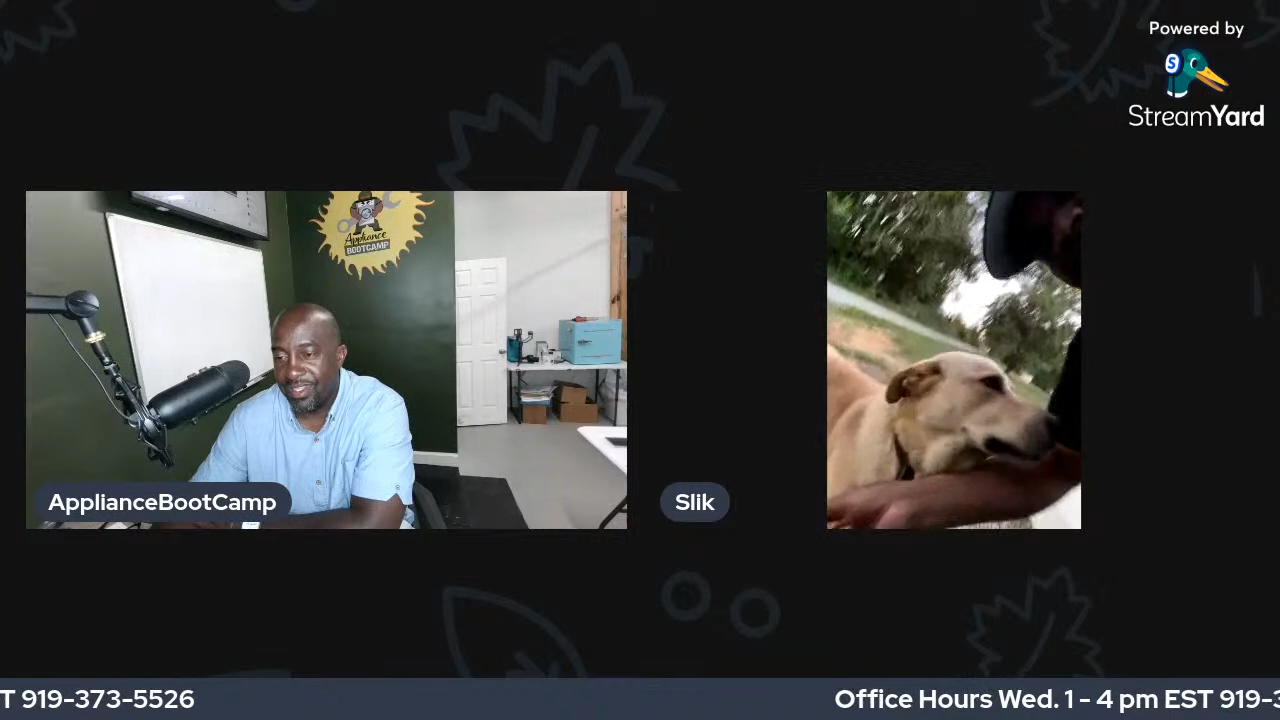 Powered by
StreamYard
Appliance
BOOTCAMP
ApplianceBootCamp
Slik
T 919-373-5526
Office Hours Wed. 1 - 4 pm EST 919-3